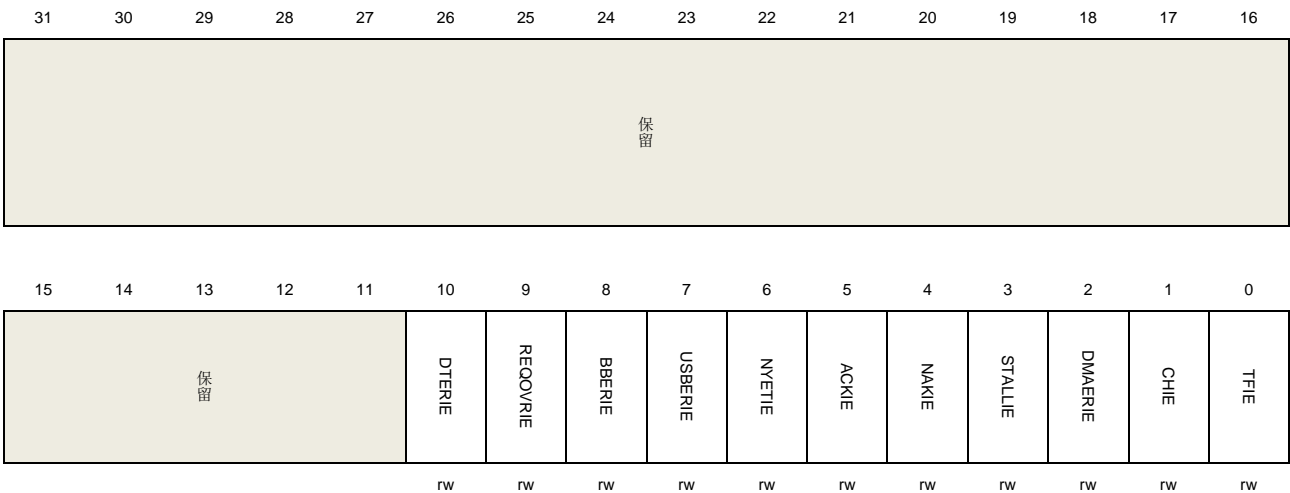 31 30 29 28 27 26 25 24 23 22 21 20 19 18 17 16
保留
15 14 13 12 11 10 9 8 7 6 5 4 3 2 1 0
保留 DTERIE REQOVRIE BBERIE USBERIE NYETIE ACKIE NAKIE STALLIE DMAERIE CHIE TFIE
rw rw rw rw rw rw rw rw rw rw rw